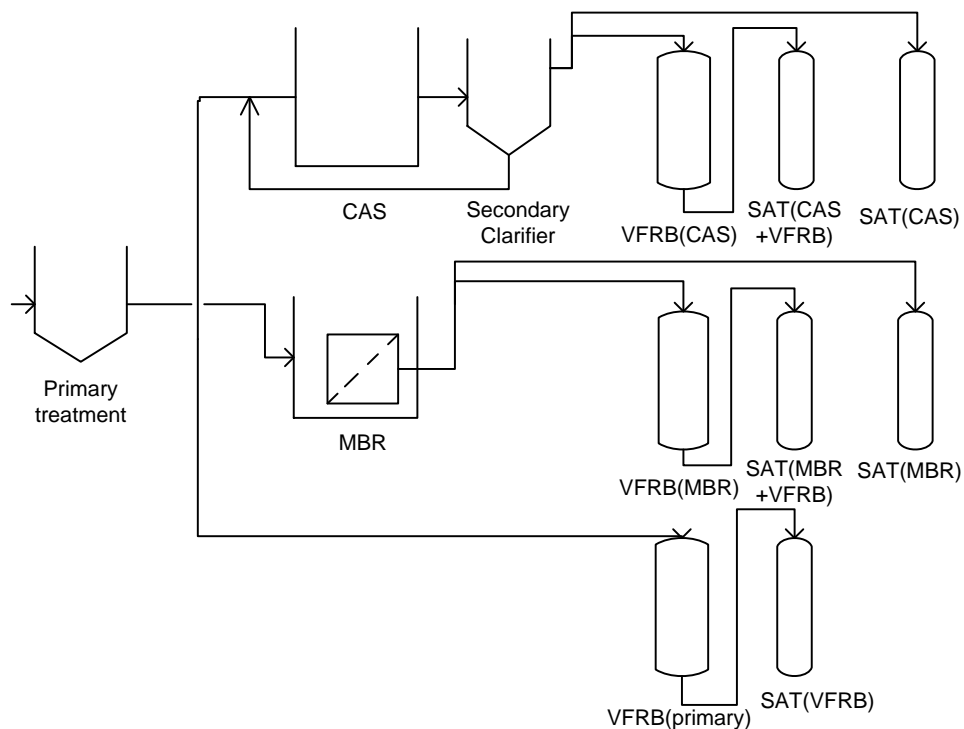 CAS
Secondary
Clarifier
VFRB(CAS)
SAT(CAS
+VFRB)
SAT(CAS)
Primary
treatment
MBR
VFRB(MBR)
SAT(MBR
+VFRB)
SAT(MBR)
VFRB(primary)
SAT(VFRB)